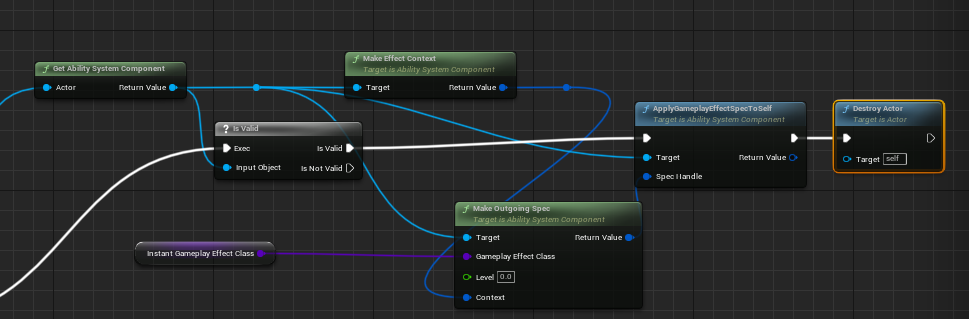 Get Ability System Component
Actor
Return Value
Make Effect Context
Target is Ability System Component
Target
Return Value
? Is Valid
Exec
Is Valid
Input Object
Is Not Valid
ApplyGameplayEffectSpecToSelf
Target is Ability System Component
Target
Return Value
Spec Handle
Destroy Actor
Target is Actor
Target
self
Make Outgoing Spec
Target is Ability System Component
Target
Return Value
Gameplay Effect Class
Level
0.0
Context
Instant Gameplay Effect Class